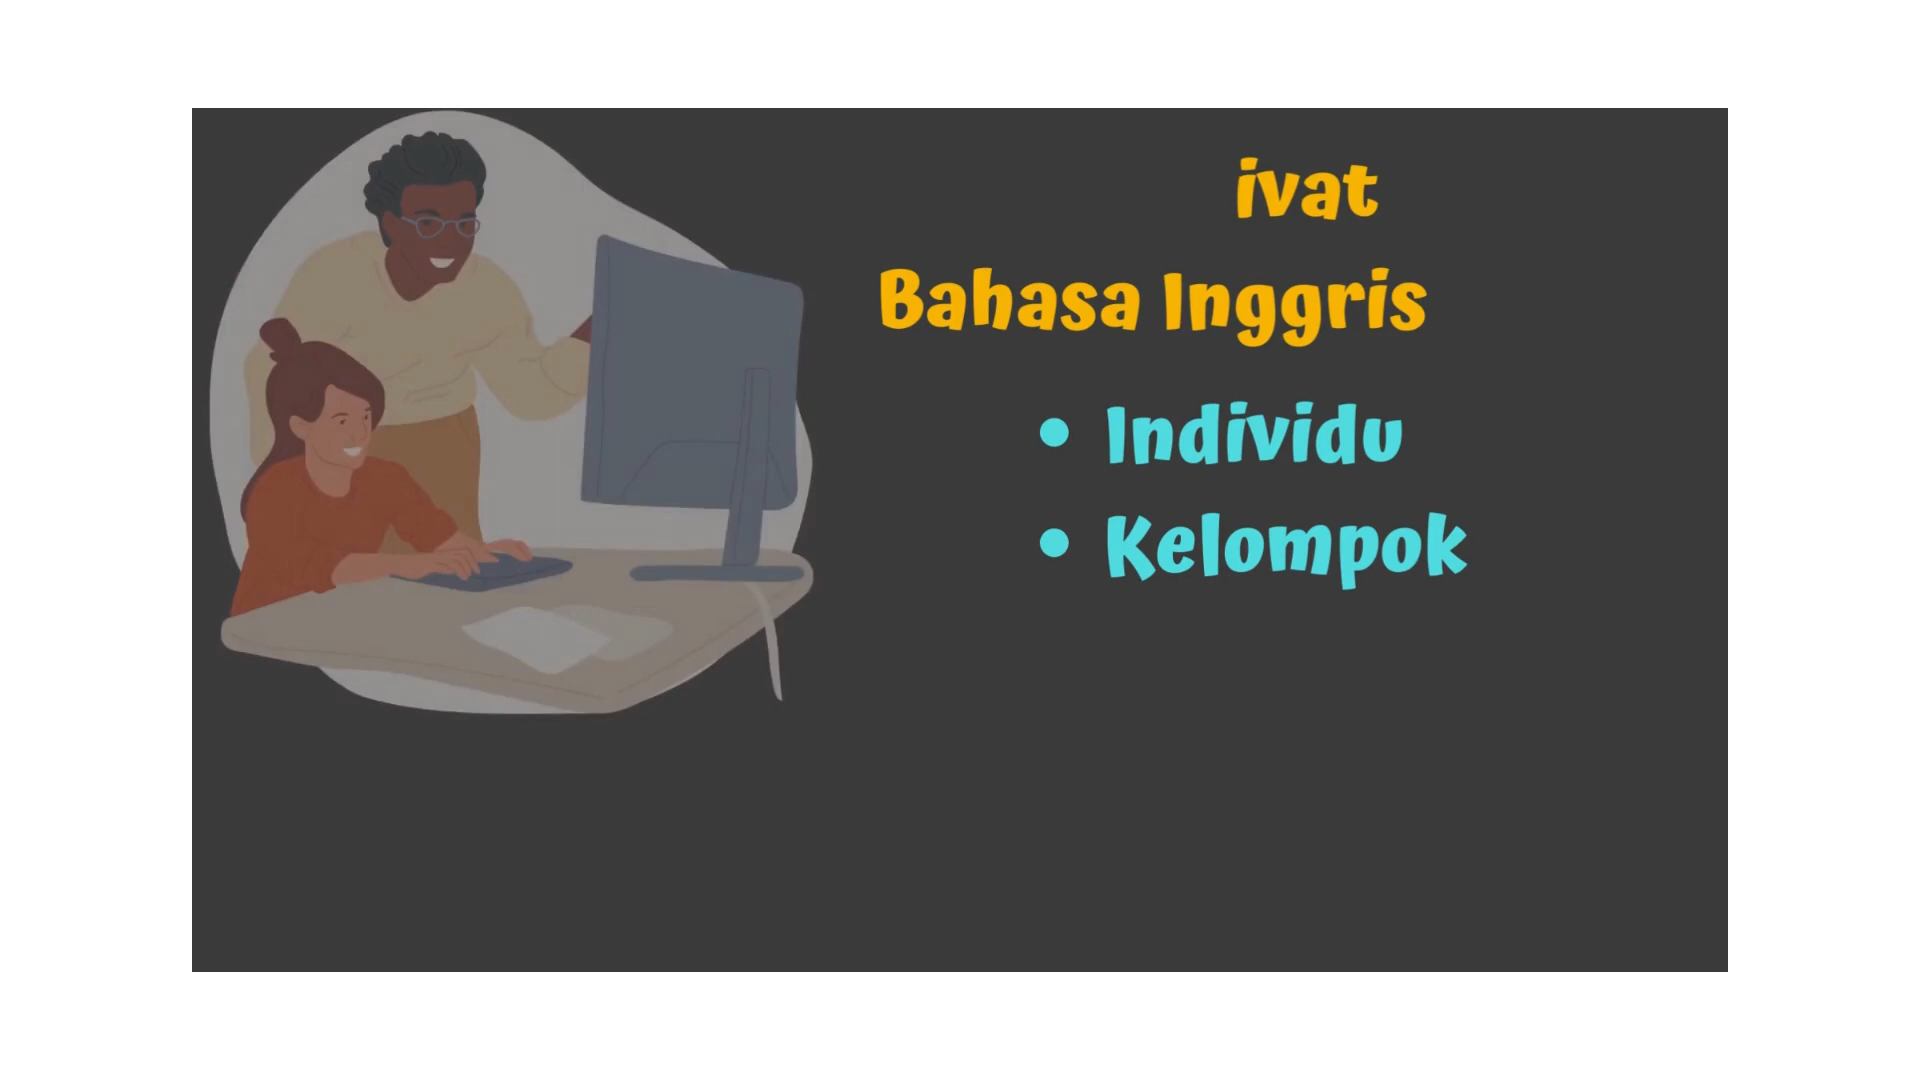 ivat
Bahasa Inggris
• Individu
• Kelompok